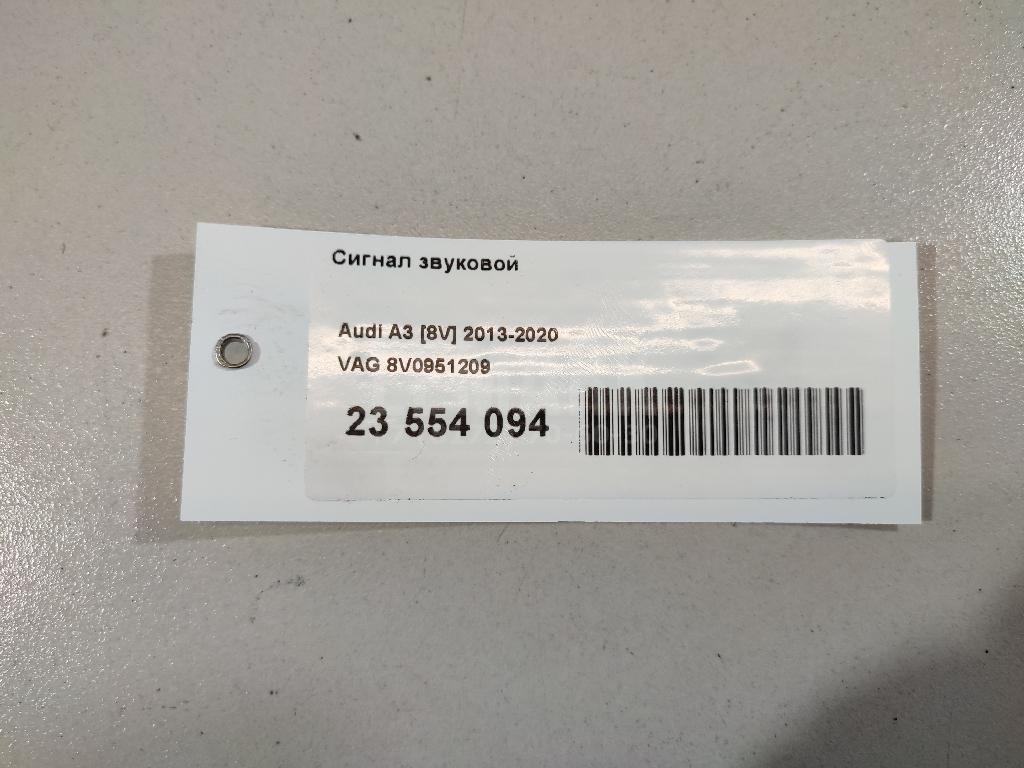 Сигнал звуковой
Audi A3 [8V] 2013-2020
VAG 8V0951209
23 554 094